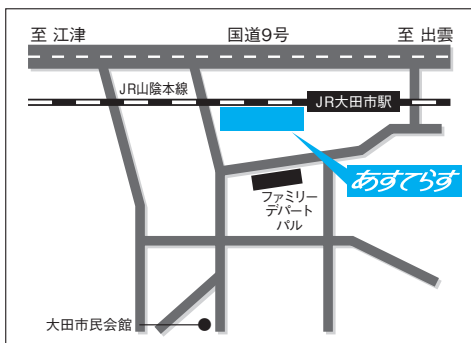 至 江津
国道9号
至 出雲
JR山陰本線
JR大田市駅
あすてらす
ファミリー
デパート
パル
大田市民会館